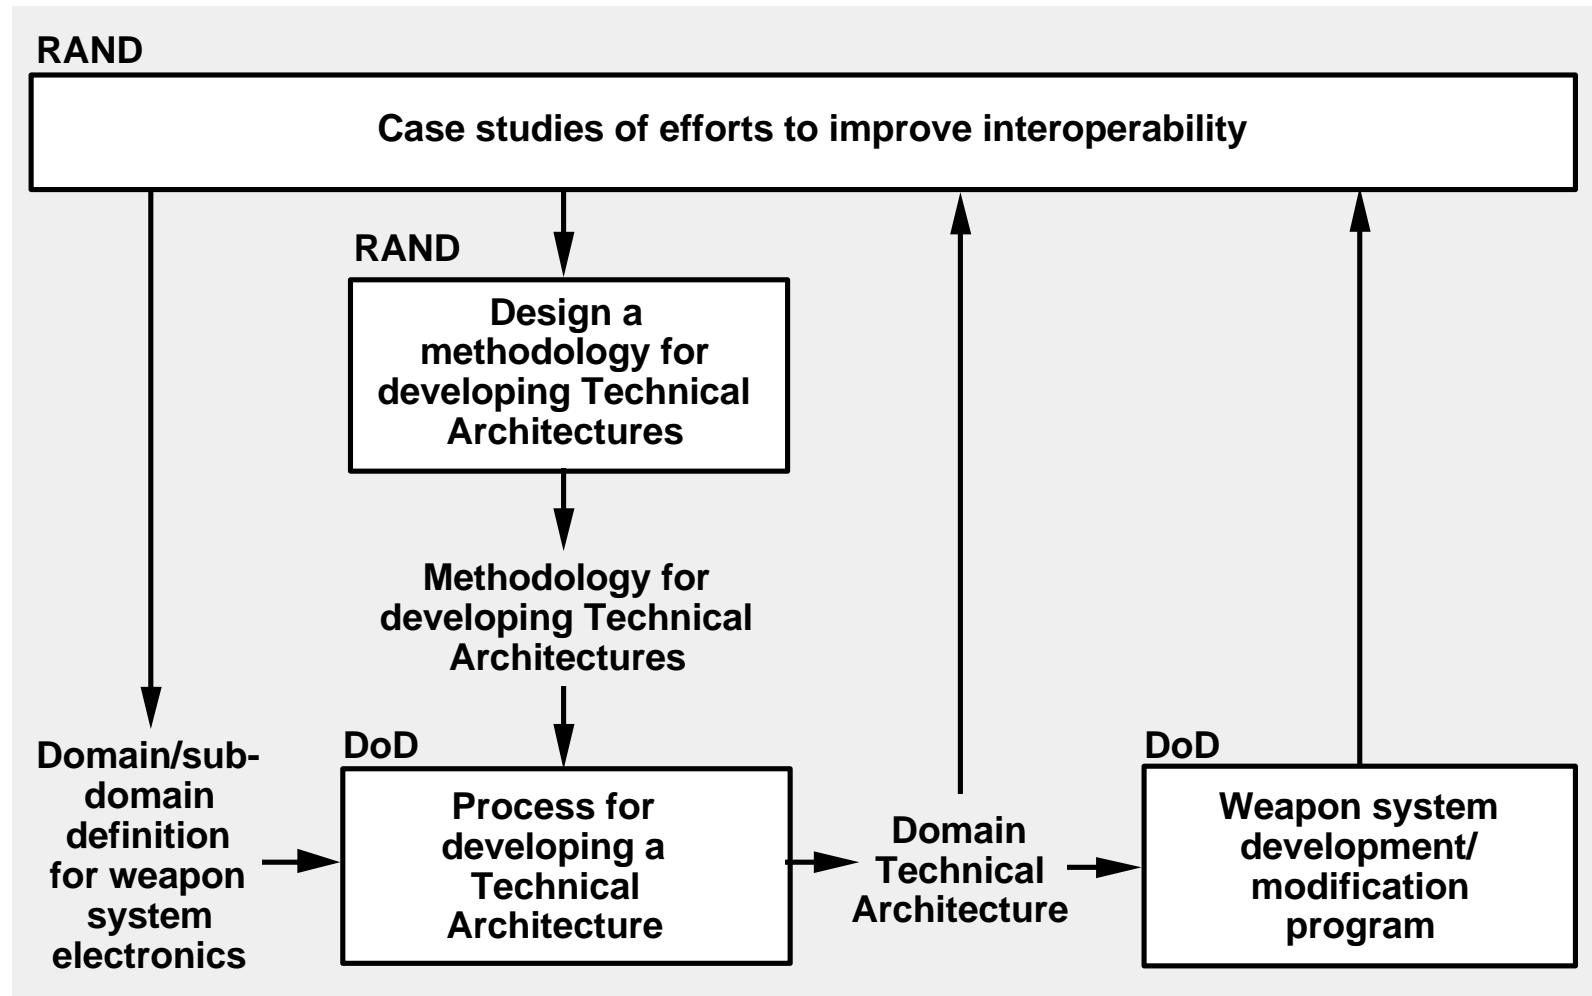 RAND
Case studies of efforts to improve interoperability
RAND
Design a
methodology for
developing Technical
Architectures
Methodology for
developing Technical
Architectures
Domain/sub-
domain
definition
for weapon
system
electronics
DoD
Process for
developing a
Technical
Architecture
Domain
Technical
Architecture
DoD
Weapon system
development/
modification
program